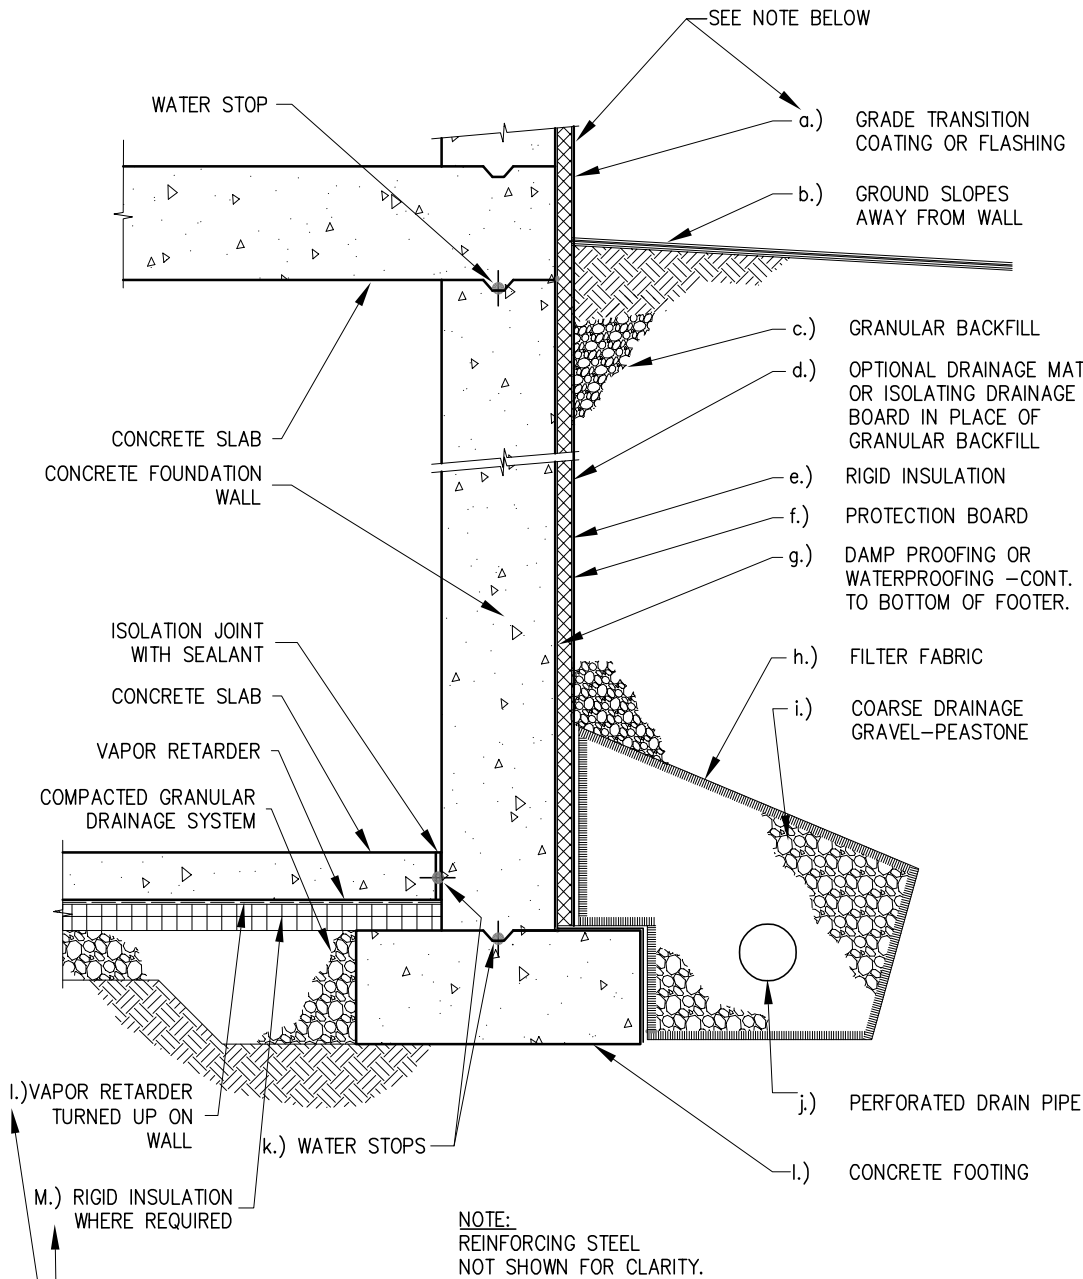 SEE NOTE BELOW
WATER STOP
a.) GRADE TRANSITION
COATING OR FLASHING
b.) GROUND SLOPES
AWAY FROM WALL
c.) GRANULAR BACKFILL
d.) OPTIONAL DRAINAGE MAT
OR ISOLATING DRAINAGE
BOARD IN PLACE OF
GRANULAR BACKFILL
CONCRETE SLAB
CONCRETE FOUNDATION
WALL
e.) RIGID INSULATION
f.) PROTECTION BOARD
g.) DAMP PROOFING OR
WATERPROOFING -CONT.
TO BOTTOM OF FOOTER.
ISOLATION JOINT
WITH SEALANT
h.) FILTER FABRIC
CONCRETE SLAB
i.) COARSE DRAINAGE
GRAVEL-PEASTONE
VAPOR RETARDER
COMPACTED GRANULAR
DRAINAGE SYSTEM
l.)VAPOR RETARDER
TURNED UP ON
WALL
j.) PERFORATED DRAIN PIPE
k.) WATER STOPS
l.) CONCRETE FOOTING
M.) RIGID INSULATION
WHERE REQUIRED
NOTE:
REINFORCING STEEL
NOT SHOWN FOR CLARITY.